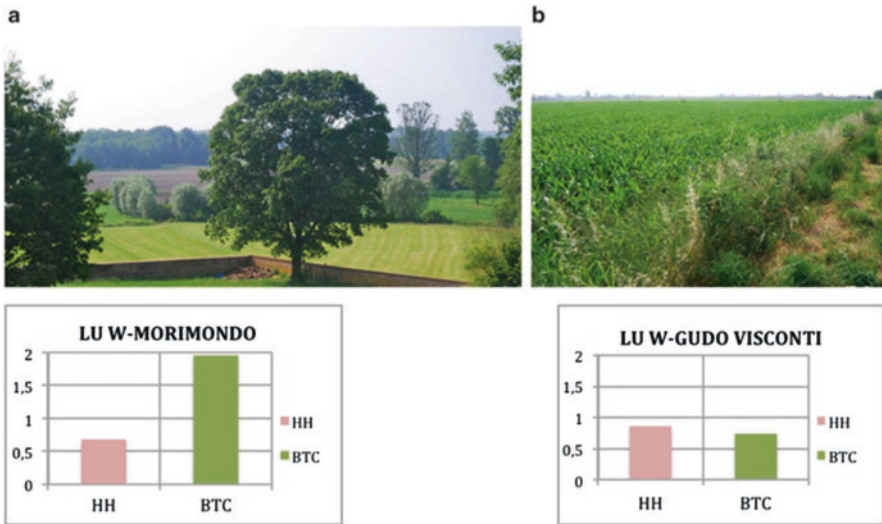 a
b
LU W-MORIMONDO
2
1,5
1
0,5
0
HH
BTC
HH
BTC
LU W-GUDO VISCONTI
2
1,5
1
0,5
0
HH
BTC
HH
BTC